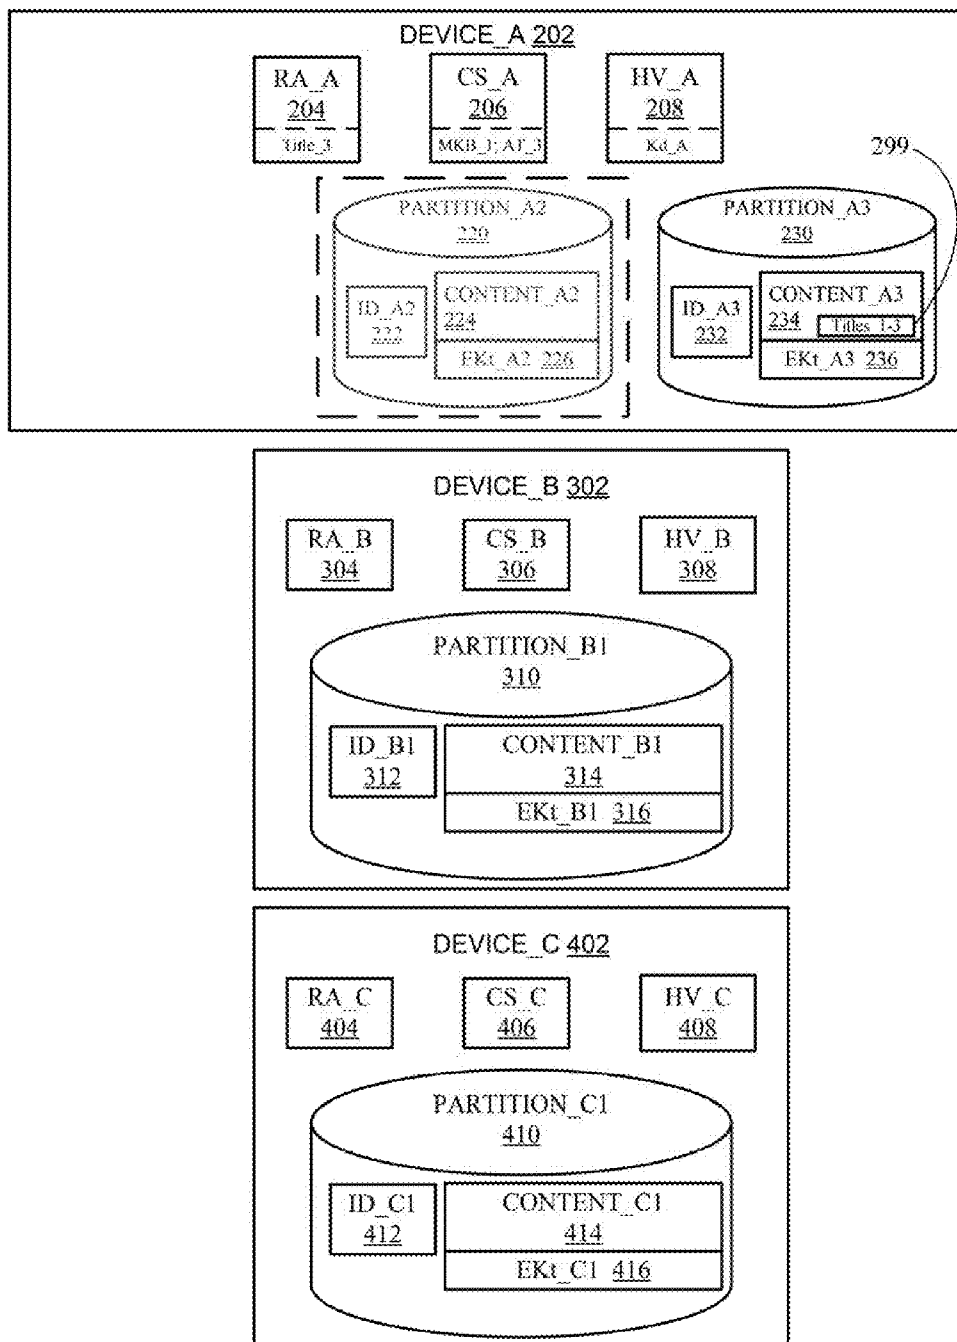 DEVICE_A 202
RA_A
204
Title_3
CS_A
206
MKB_1; AT_3
HV_A
208
Kd_A
299
PARTITION_A2
220
ID_A2
222
CONTENT_A2
224
EKt_A2 226
PARTITION_A3
230
ID_A3
232
CONTENT_A3
234 Titles_1-3
EKt_A3 236
DEVICE_B 302
RA_B
304
CS_B
306
HV_B
308
PARTITION_B1
310
ID_B1
312
CONTENT_B1
314
EKt_B1 316
DEVICE_C 402
RA_C
404
CS_C
406
HV_C
408
PARTITION_C1
410
ID_C1
412
CONTENT_C1
414
EKt_C1 416